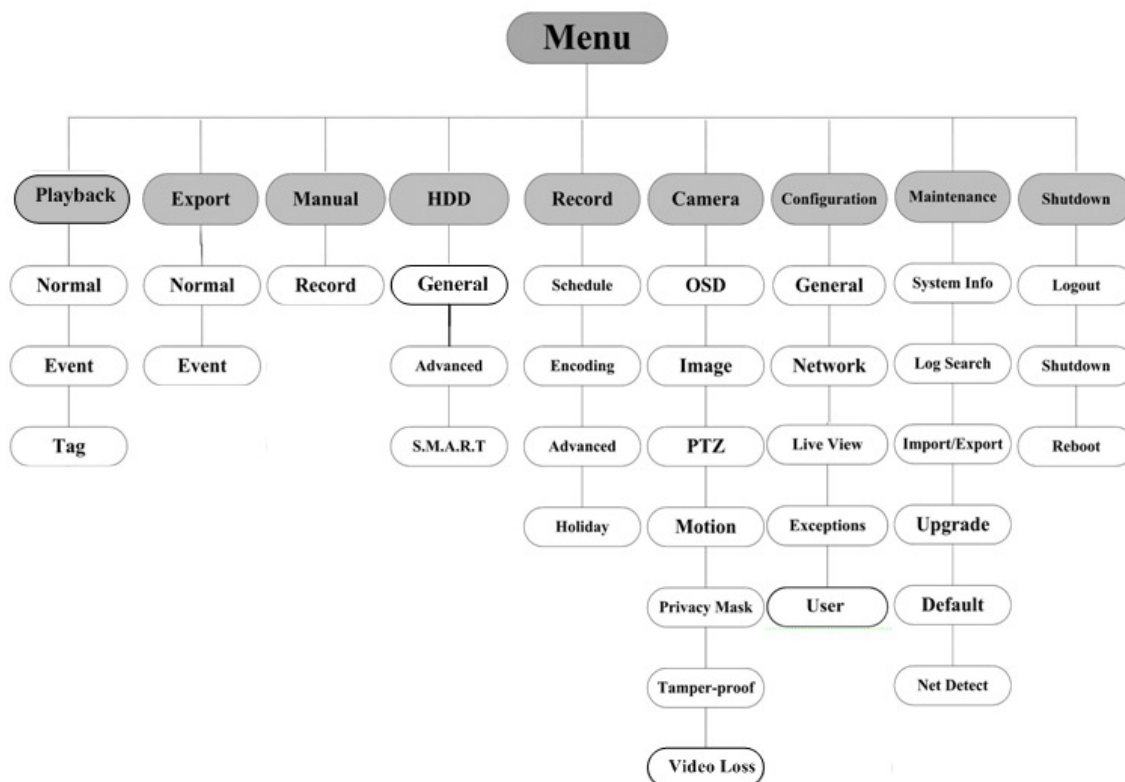 Menu
Playback
Export
Manual
HDD
Record
Camera
Configuration
Maintenance
Shutdown
Normal
Normal
Record
General
Schedule
OSD
General
System Info
Logout
Event
Event
Advanced
Encoding
Image
Network
Log Search
Shutdown
Tag
S.M.A.R.T
Advanced
PTZ
Live View
Import/Export
Reboot
Holiday
Motion
Exceptions
Upgrade
Privacy Mask
User
Default
Tamper-proof
Net Detect
Video Loss